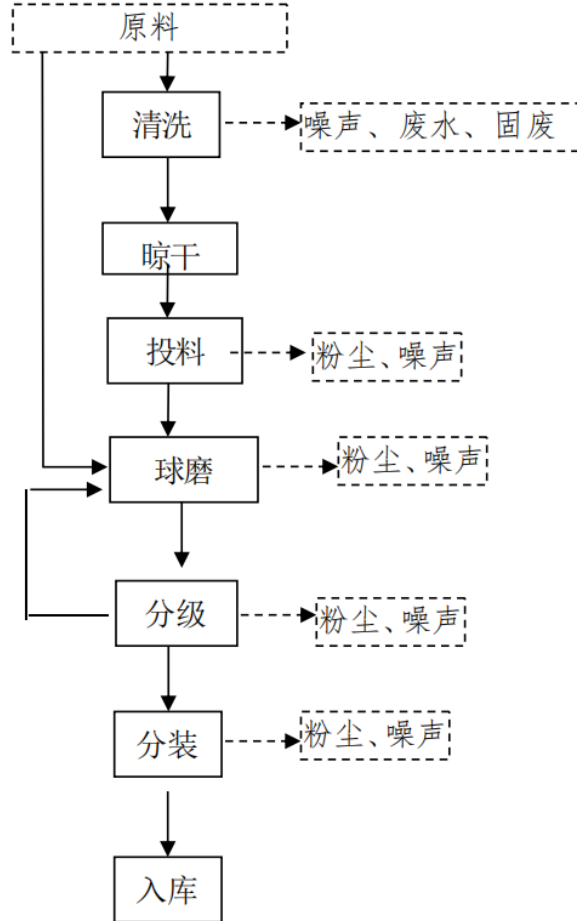 原料
清洗
噪声、废水、固废
晾干
投料
粉尘、噪声
球磨
粉尘、噪声
分级
粉尘、噪声
分装
粉尘、噪声
入库